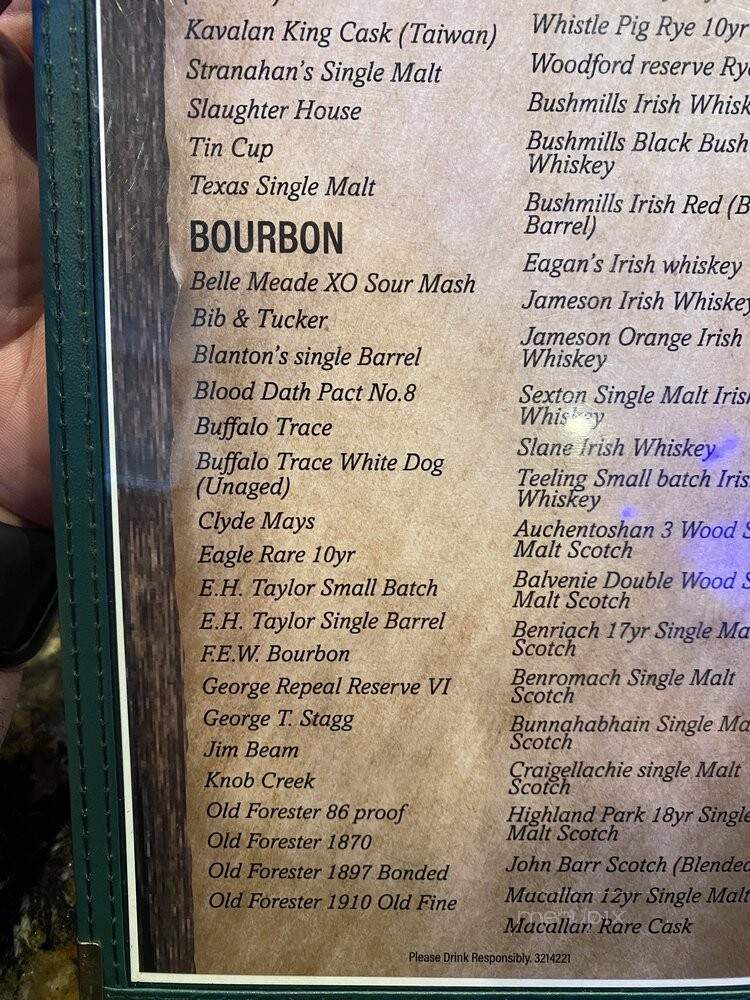 Kavalan King Cask (Taiwan)
Stranahan's Single Malt
Slaughter House
Tin Cup
Texas Single Malt
BOURBON
Belle Meade XO Sour Mash
Bib & Tucker
Blanton's single Barrel
Blood Dath Pact No.8
Buffalo Trace
Buffalo Trace White Dog
(Unaged)
Clyde Mays
Eagle Rare 10yr
E.H. Taylor Small Batch
E.H. Taylor Single Barrel
F.E.W. Bourbon
George Repeal Reserve VI
George T. Stagg
Jim Beam
Knob Creek
Old Forester 86 proof
Old Forester 1870
Old Forester 1897 Bonded
Old Forester 1910 Old Fine
Whistle Pig Rye 10yr
Woodford reserve
Bushmills Irish
Bushmills Black Bush
Whiskey
Bushmills Irish Red
Barrel)
Eagan's Irish whiskey
Jameson Irish Whiskey
Jameson Orange Irish
Whiskey
Sexton Single Malt
Whiskey
Slane Irish Whiskey
Teeling Small batch
Whiskey
Auchentoshan 3 Wood
Malt Scotch
Balvenie Double Wood
Malt Scotch
Benriach 17yr Single
Scotch
Benromach Single Malt
Scotch
Bunnahabhain Single
Scotch
Craigellachie single Malt
Scotch
Highland Park 18yr Single
Malt Scotch
John Barr Scotch (Blended
Macallan 12yr Single Malt
Macallan Rare Cask
menupix
Please Drink Responsibly. 3214221